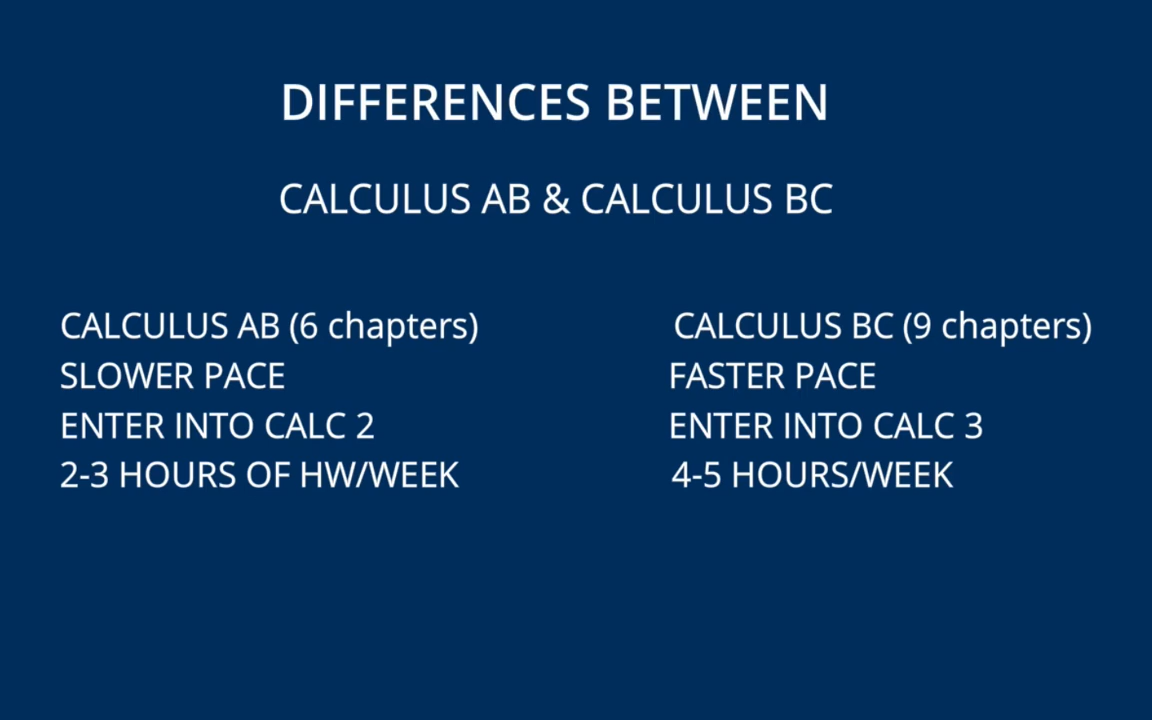 DIFFERENCES BETWEEN
CALCULUS AB & CALCULUS BC
CALCULUS AB (6 chapters)
SLOWER PACE
ENTER INTO CALC 2
2-3 HOURS OF HW/WEEK
CALCULUS BC (9 chapters)
FASTER PACE
ENTER INTO CALC 3
4-5 HOURS/WEEK